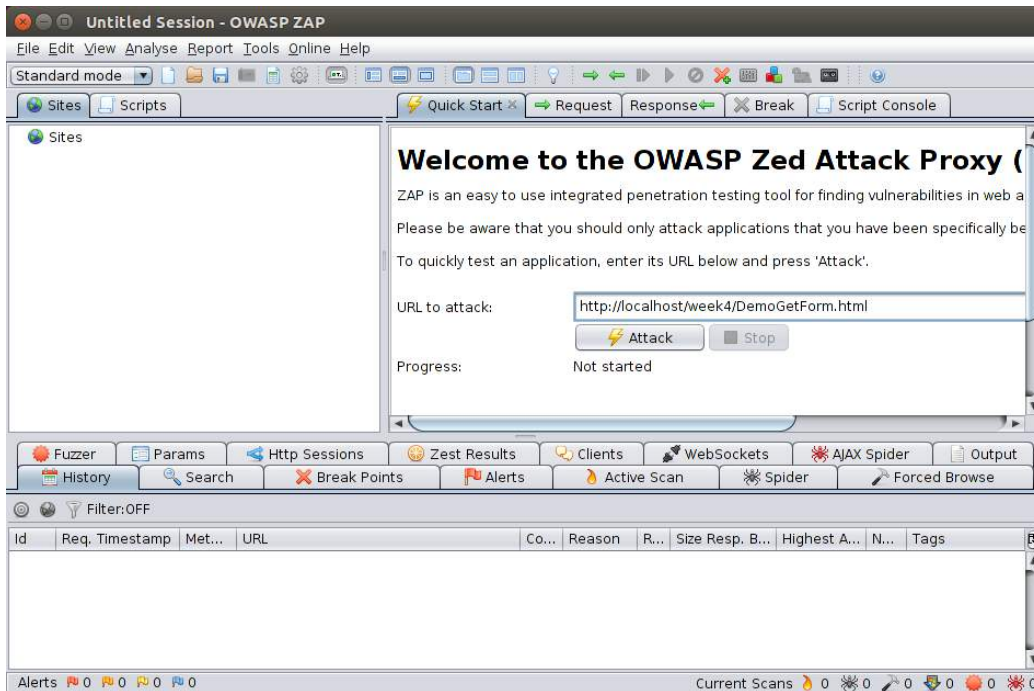 Untitled Session - OWASP ZAP
File Edit View Analyse Report Tools Online Help
Standard mode
Sites Scripts
Quick Start Request Response Break Script Console
Sites
Welcome to the OWASP Zed Attack Proxy (
ZAP is an easy to use integrated penetration testing tool for finding vulnerabilities in web a
Please be aware that you should only attack applications that you have been specifically be
To quickly test an application, enter its URL below and press 'Attack'.
URL to attack: http://localhost/week4/DemoGetForm.html
Attack Stop
Progress: Not started
Fuzzer Params Http Sessions Zest Results Clients WebSockets AJAX Spider Output
History Search Break Points Alerts Active Scan Spider Forced Browse
Filter:OFF
Id Req. Timestamp Met... URL Co... Reason R... Size Resp. B... Highest A... N... Tags
Alerts 0 0 0 0 Current Scans 0 0 0 0 0 0